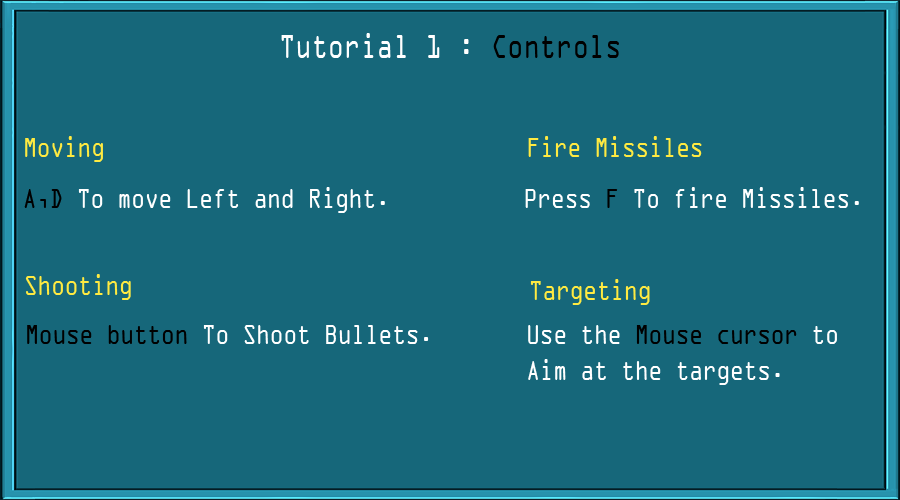 Tutorial 1 : Controls
Moving
A,D To move Left and Right.
Shooting
Mouse button To Shoot Bullets.
Fire Missiles
Press F To fire Missiles.
Targeting
Use the Mouse cursor to
Aim at the targets.